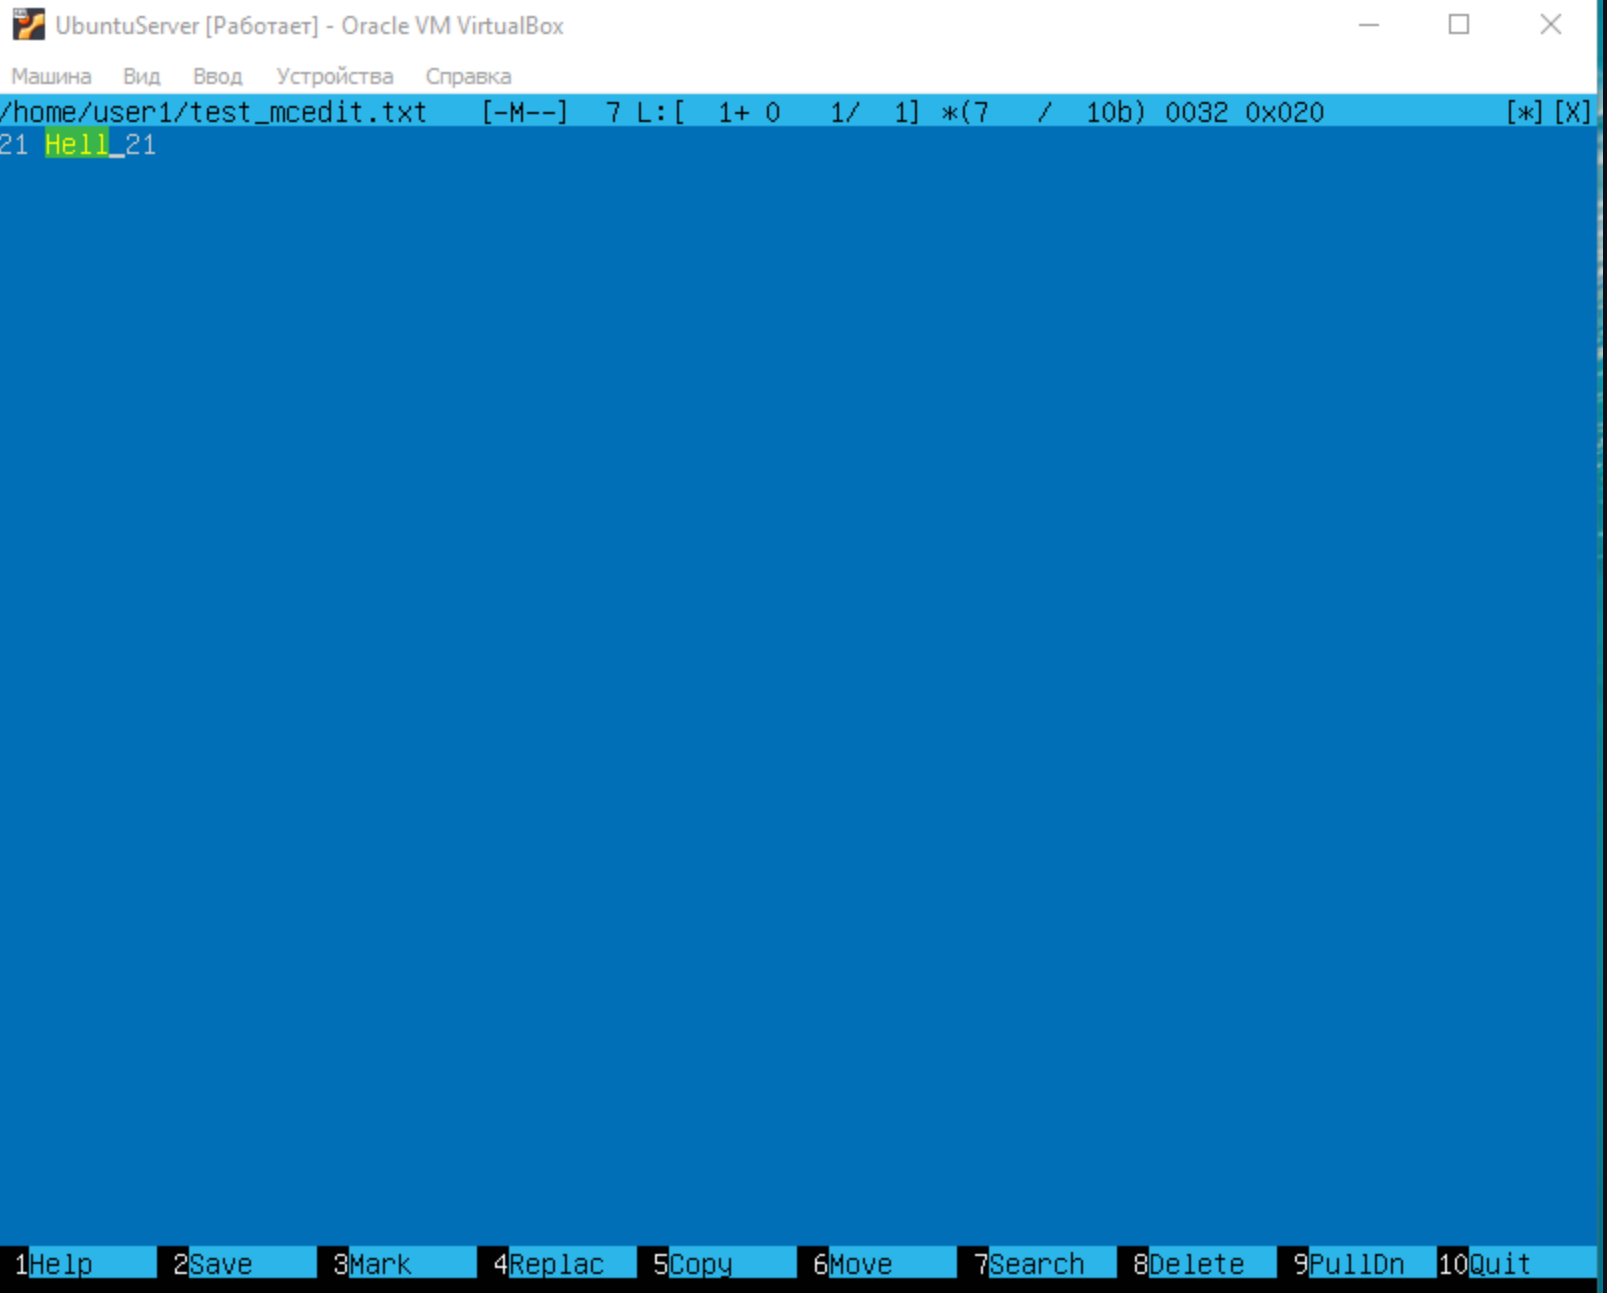 UbuntuServer [Работает] - Oracle VM VirtualBox
Машина Вид Ввод Устройства Справка
/home/user1/test_mcedit.txt [-M--] 7 L:[ 1+ 0 1/ 1] *(7 / 10b) 0032 0x020 [*][X]
21 Hell_21
1Help 2Save 3Mark 4Replac 5Copy 6Move 7Search 8Delete 9PullDn 10Quit